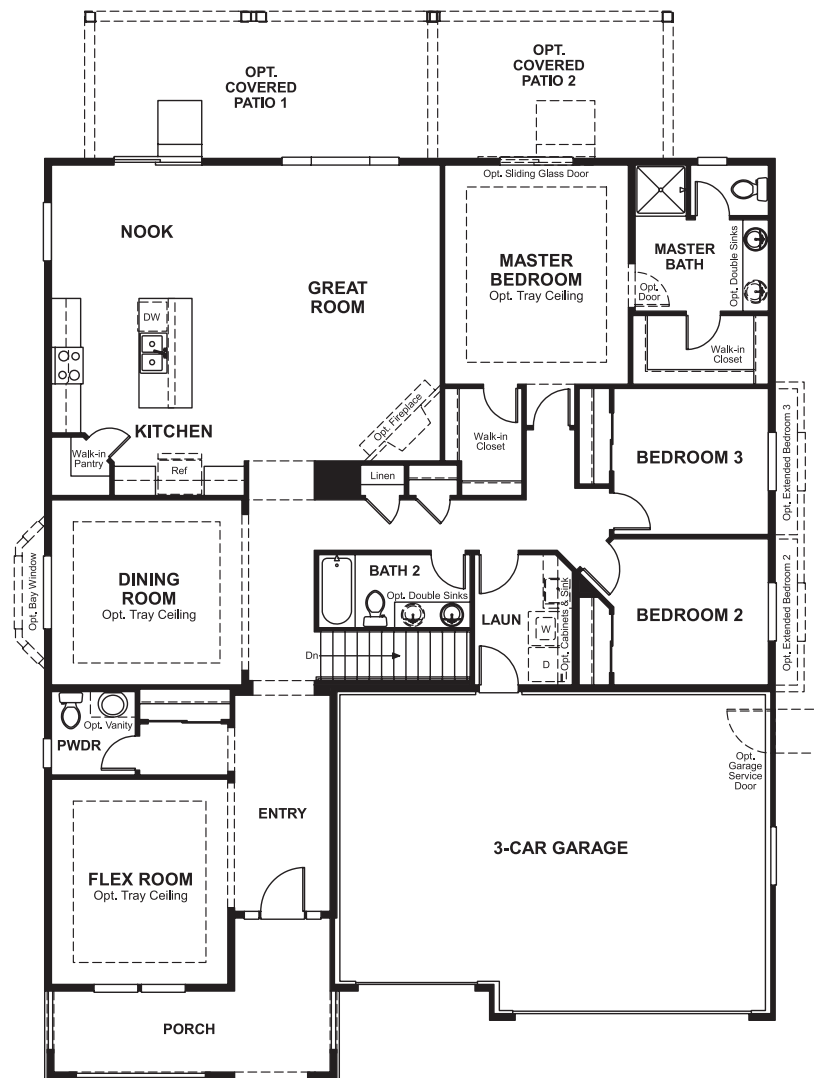 OPT.
COVERED
PATIO 1
OPT.
COVERED
PATIO 2
Opt. Sliding Glass Door
NOOK
GREAT
ROOM
MASTER
BEDROOM
Opt. Tray Ceiling
MASTER
BATH
Opt. Double Sinks
Opt.
Door
DW
Walk-in
Closet
KITCHEN
Opt. Fireplace
Walk-in
Pantry
Ref
Linen
Walk-in
Closet
BEDROOM 3
Opt. Extended Bedroom 3
Opt. Bay Window
DINING
ROOM
Opt. Tray Ceiling
BATH 2
Opt. Double Sinks
LAUN
Opt. Cabinets & Sink
W
D
BEDROOM 2
Opt. Extended Bedroom 2
Dn
Opt. Vanity
PWDR
Opt.
Garage
Service
Door
ENTRY
3-CAR GARAGE
FLEX ROOM
Opt. Tray Ceiling
PORCH